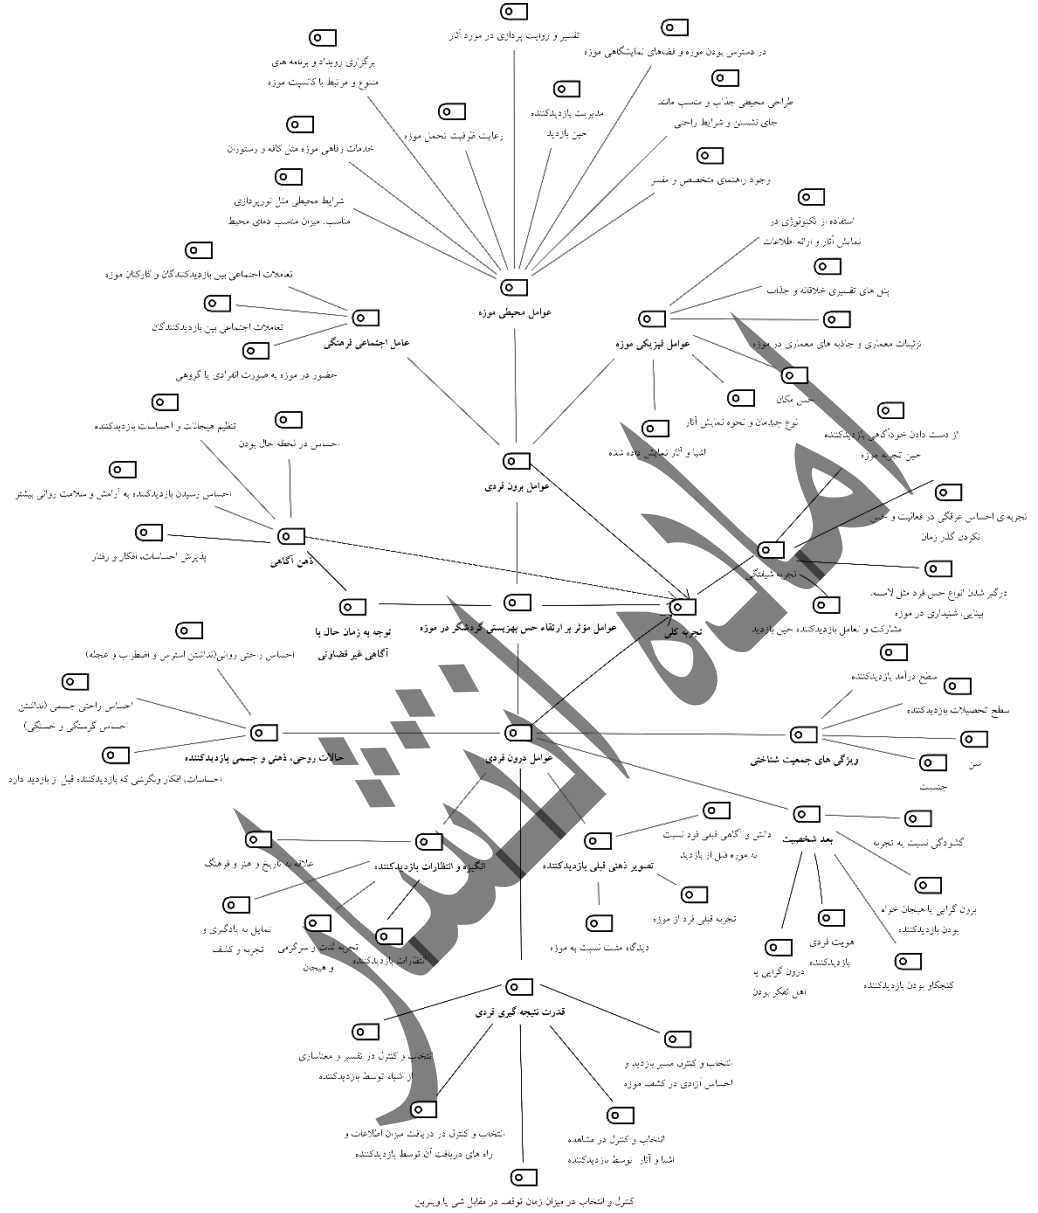 تفسیر و روایت پردازی در مورد آثار
در دسترس بودن موزه و فضاهای نمایشگاهی موزه
برگزاری رویداد و برنامه های
متنوع و مرتبط با کانسپت موزه
طراحی محیطی جذاب و مناسب مانند
جای نشستن و شرایط راحتی
مدیریت بازدیدکننده
حین بازدید
رعایت ظرفیت تحمل موزه
خدمات رفاهی موزه مثل کافه و رستوران
وجود راهنمای متخصص و مفسر
شرایط محیطی مثل نورپردازی
مناسب، میزان مناسب دمای محیط
استفاده از تکنولوژی در
نمایش آثار و ارائه اطلاعات
تعاملات اجتماعی بین بازدیدکنندگان و کارکنان موزه
پنل های تفسیری خلاقانه و جذاب
عوامل محیطی موزه
تعاملات اجتماعی بین بازدیدکنندگان
عامل اجتماعی فرهنگی
عوامل فیزیکی موزه
تزئینات معماری و جاذبه های معماری در موزه
حضور در موزه به صورت انفرادی یا گروهی
حس مکان
نوع چیدمان و نحوه نمایش آثار
تنظیم هیجانات و احساسات بازدیدکننده
احساس در لحظه حال بودن
اشیا و آثار نمایش داده شده
از دست دادن خودآگاهی بازدیدکننده
حین تجربه موزه
عوامل برون فردی
احساس رسیدن بازدیدکننده به آرامش و سلامت روانی بیشتر
تجربه ی احساس غرقگی در فعالیت و حس
نکردن گذر زمان
پذیرش احساسات، افکار و رفتار
ذهن آگاهی
تجربه شیفتگی
درگیر شدن انواع حس فرد مثل لامسه،
بینایی، شنیداری در موزه
توجه به زمان حال با
آگاهی غیر قضاوتی
عوامل مؤثر بر ارتقاء حس بهزیستی گردشگر در موزه
تجربه کلی
مشارکت و تعامل بازدیدکننده حین بازدید
احساس راحتی روانی(نداشتن استرس و اضطراب و عجله)
سطح درآمد بازدیدکننده
احساس راحتی جسمی (نداشتن
احساس گرسنگی و خستگی)
سطح تحصیلات بازدیدکننده
حالات روحی، ذهنی و جسمی بازدیدکننده
عوامل درون فردی
ویژگی های جمعیت شناختی
سن
احساسات، افکار ونگرشی که بازدیدکننده قبل از بازدید دارد
جنسیت
بعد شخصیت
گشودگی نسبت به تجربه
دانش و آگاهی قبلی فرد نسبت
به موزه قبل از بازدید
علاقه به تاریخ و هنر و فرهنگ
انگیزه و انتظارات بازدیدکننده
تصویر ذهنی قبلی بازدیدکننده
برون گرایی یا هیجان خواه
بودن بازدیدکننده
تجربه قبلی فرد از موزه
تمایل به یادگیری و
تجربه و کشف
تجربه لذت و سرگرمی
و هیجان
انتظارات بازدیدکننده
دیدگاه مثبت نسبت به موزه
هویت فردی
بازدیدکننده
درون گرایی یا
اهل تفکر بودن
کنجکاو بودن بازدیدکننده
قدرت نتیجه گیری فردی
انتخاب و کنترل در تفسیر و معناسازی
از اشیاء توسط بازدیدکننده
انتخاب و کنترل مسیر بازدید و
احساس آزادی در کشف موزه
انتخاب و کنترل در دریافت میزان اطلاعات و
راه های دریافت آن توسط بازدیدکننده
انتخاب و کنترل در مشاهده
اشیا و آثار توسط بازدیدکننده
کنترل و انتخاب در میزان زمان توقف در مقابل شی یا ویترین
آماده انتشار